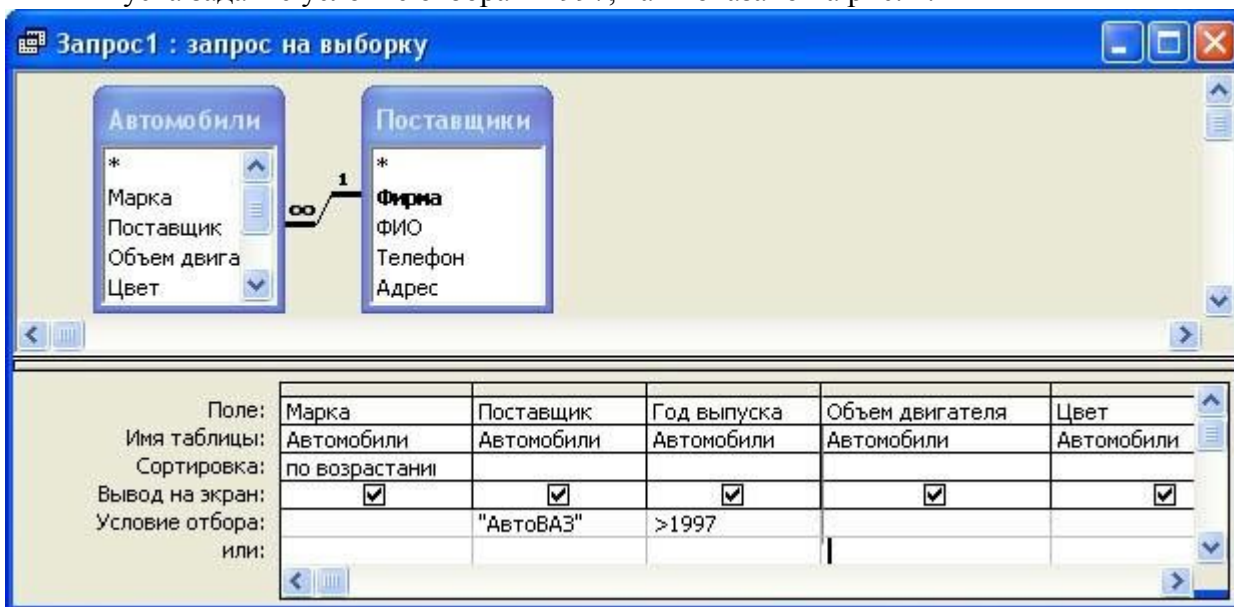 Запрос1 : запрос на выборку
Автомобили
*
Марка
Поставщик
Объем двига
Цвет
∞
1
Поставщики
*
Фирма
ФИО
Телефон
Адрес
Поле: Марка Поставщик Год выпуска Объем двигателя Цвет
Имя таблицы: Автомобили Автомобили Автомобили Автомобили Автомобили
Сортировка: по возрастани
Вывод на экран:
Условие отбора: "АвтоВАЗ" >1997
или: